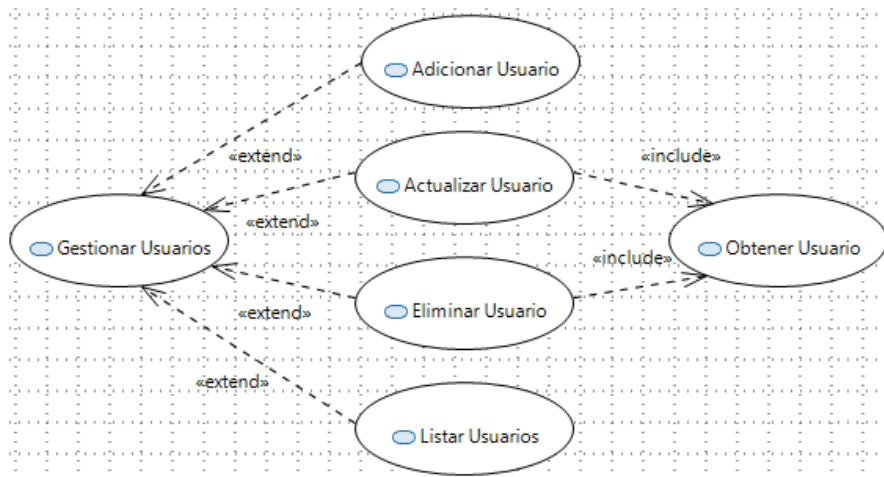 Adicionar Usuario
«extend»
Actualizar Usuario
«include»
«extend»
Gestionar Usuarios
Obtener Usuario
«include»
Eliminar Usuario
«extend»
«extend»
Listar Usuarios